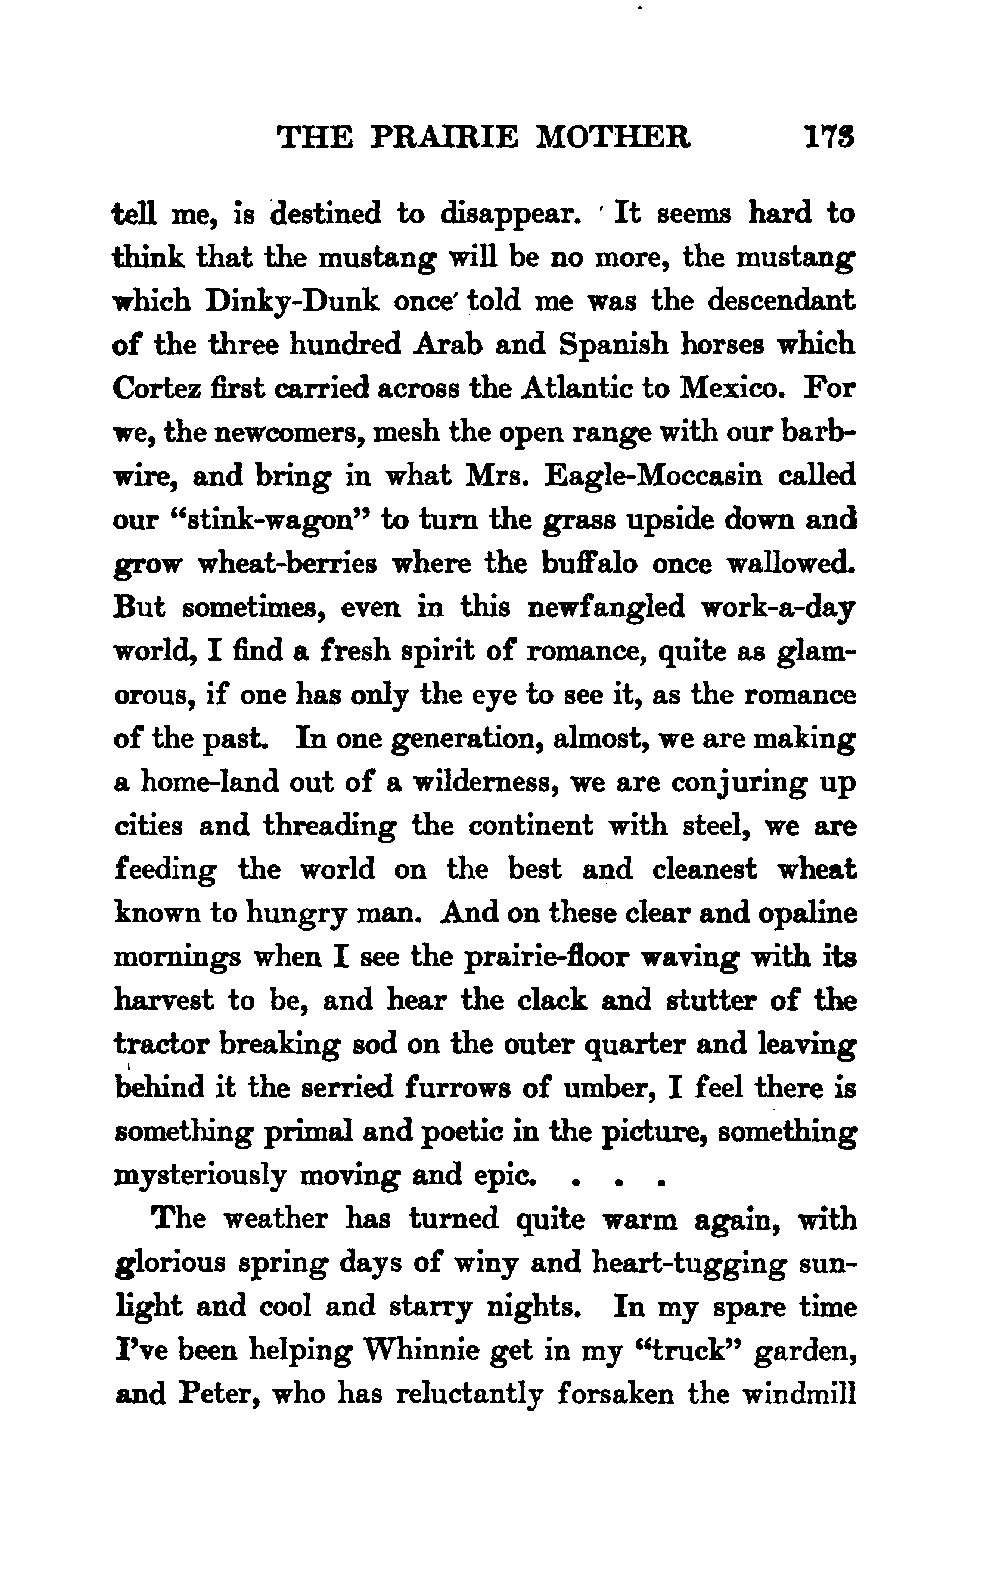 THE PRAIRIE MOTHER 173
tell me, is destined to disappear. It seems hard to
think that the mustang will be no more, the mustang
which Dinky-Dunk once told me was the descendant
of the three hundred Arab and Spanish horses which
Cortez first carried across the Atlantic to Mexico. For
we, the newcomers, mesh the open range with our barb-
wire, and bring in what Mrs. Eagle-Moccasin called
our “stink-wagon” to turn the grass upside down and
grow wheat-berries where the buffalo once wallowed.
But sometimes, even in this newfangled work-a-day
world, I find a fresh spirit of romance, quite as glam-
orous, if one has only the eye to see it, as the romance
of the past. In one generation, almost, we are making
a home-land out of a wilderness, we are conjuring up
cities and threading the continent with steel, we are
feeding the world on the best and cleanest wheat
known to hungry man. And on these clear and opaline
mornings when I see the prairie-floor waving with its
harvest to be, and hear the clack and stutter of the
tractor breaking sod on the outer quarter and leaving
behind it the serried furrows of umber, I feel there is
something primal and poetic in the picture, something
mysteriously moving and epic. . . .
The weather has turned quite warm again, with
glorious spring days of winy and heart-tugging sun-
light and cool and starry nights. In my spare time
I’ve been helping Whinnie get in my “truck” garden,
and Peter, who has reluctantly forsaken the windmill